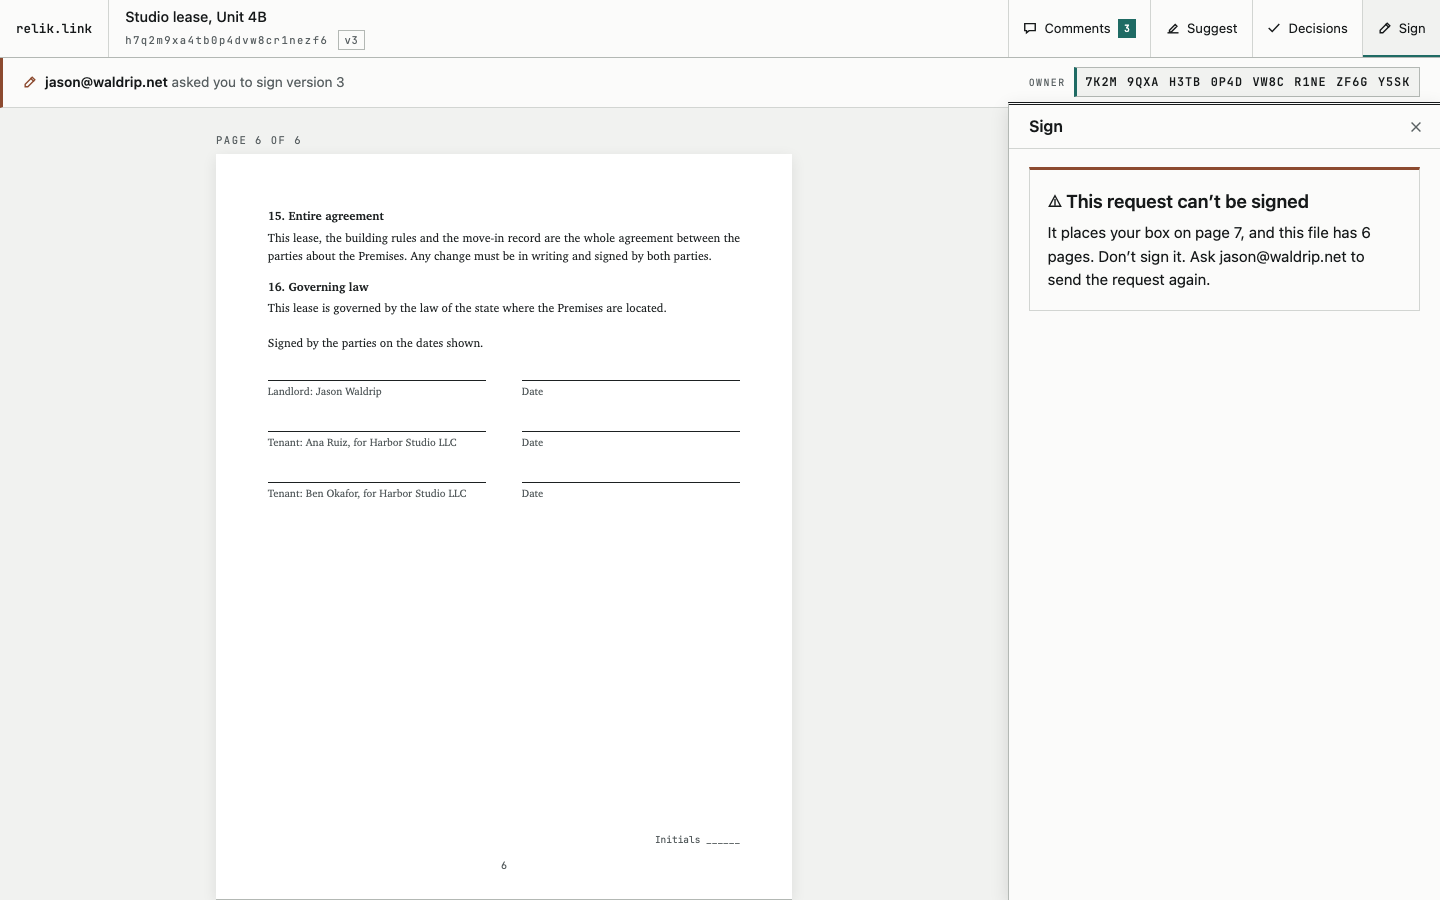 relik.link
Studio lease, Unit 4B
h7q2m9xa4tb0p4dvw8cr1nezf6 v3
Comments 3
Suggest
Decisions
Sign
jason@waldrip.net asked you to sign version 3
OWNER 7K2M 9QXA H3TB 0P4D VW8C R1NE ZF6G Y5SK
PAGE 6 OF 6
15. Entire agreement
This lease, the building rules and the move-in record are the whole agreement between the
parties about the Premises. Any change must be in writing and signed by both parties.
16. Governing law
This lease is governed by the law of the state where the Premises are located.
Signed by the parties on the dates shown.
Landlord: Jason Waldrip Date
Tenant: Ana Ruiz, for Harbor Studio LLC Date
Tenant: Ben Okafor, for Harbor Studio LLC Date
Initials ______
6
Sign
This request can’t be signed
It places your box on page 7, and this file has 6
pages. Don’t sign it. Ask jason@waldrip.net to
send the request again.